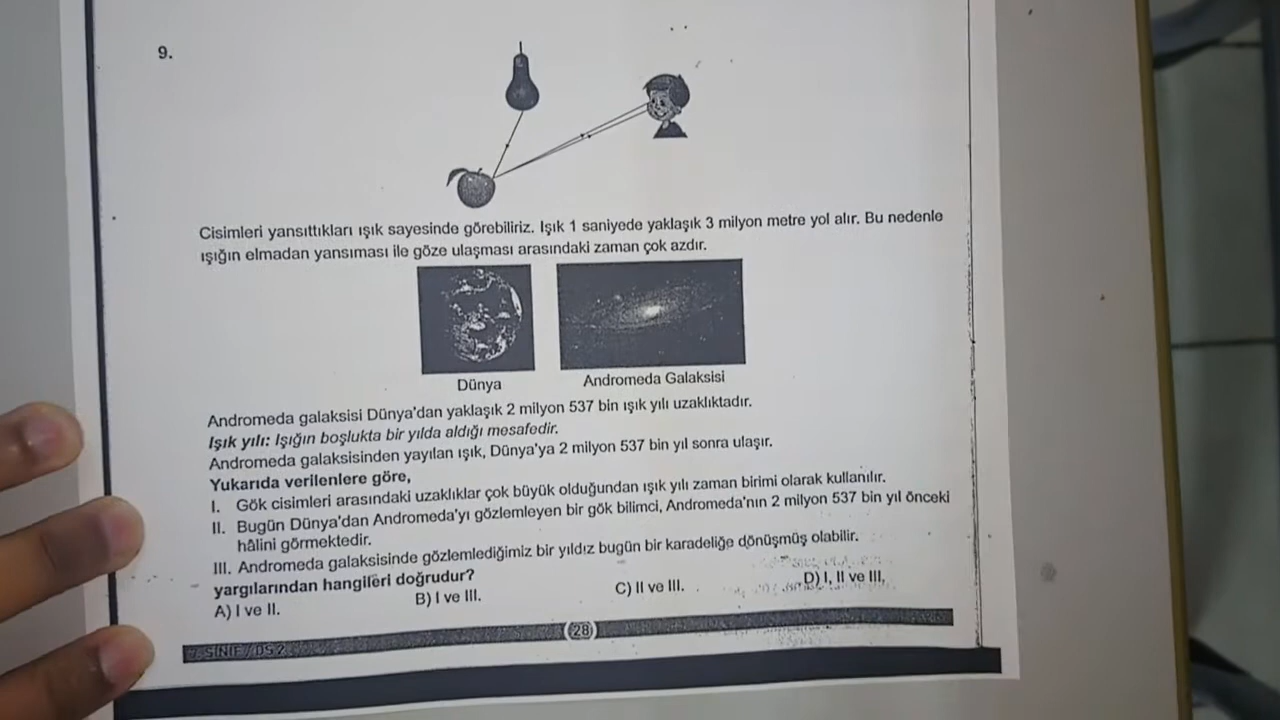 9.
Cisimleri yansıttıkları ışık sayesinde görebiliriz. Işık 1 saniyede yaklaşık 3 milyon metre yol alır. Bu nedenle
ışığın elmadan yansıması ile göze ulaşması arasındaki zaman çok azdır.
Dünya
Andromeda Galaksisi
Andromeda galaksisi Dünya'dan yaklaşık 2 milyon 537 bin ışık yılı uzaklıktadır.
Işık yılı: Işığın boşlukta bir yılda aldığı mesafedir.
Andromeda galaksisinden yayılan ışık, Dünya'ya 2 milyon 537 bin yıl sonra ulaşır.
Yukarıda verilenlere göre,
I. Gök cisimleri arasındaki uzaklıklar çok büyük olduğundan ışık yılı zaman birimi olarak kullanılır.
II. Bugün Dünya'dan Andromeda'yı gözlemleyen bir gök bilimci, Andromeda'nın 2 milyon 537 bin yıl önceki
hâlini görmektedir.
III. Andromeda galaksisinde gözlemlediğimiz bir yıldız bugün bir karadeliğe dönüşmüş olabilir.
yargılarından hangileri doğrudur?
A) I ve II. B) I ve III. C) II ve III. D) I, II ve III.
28
7. SINIF / DS 2